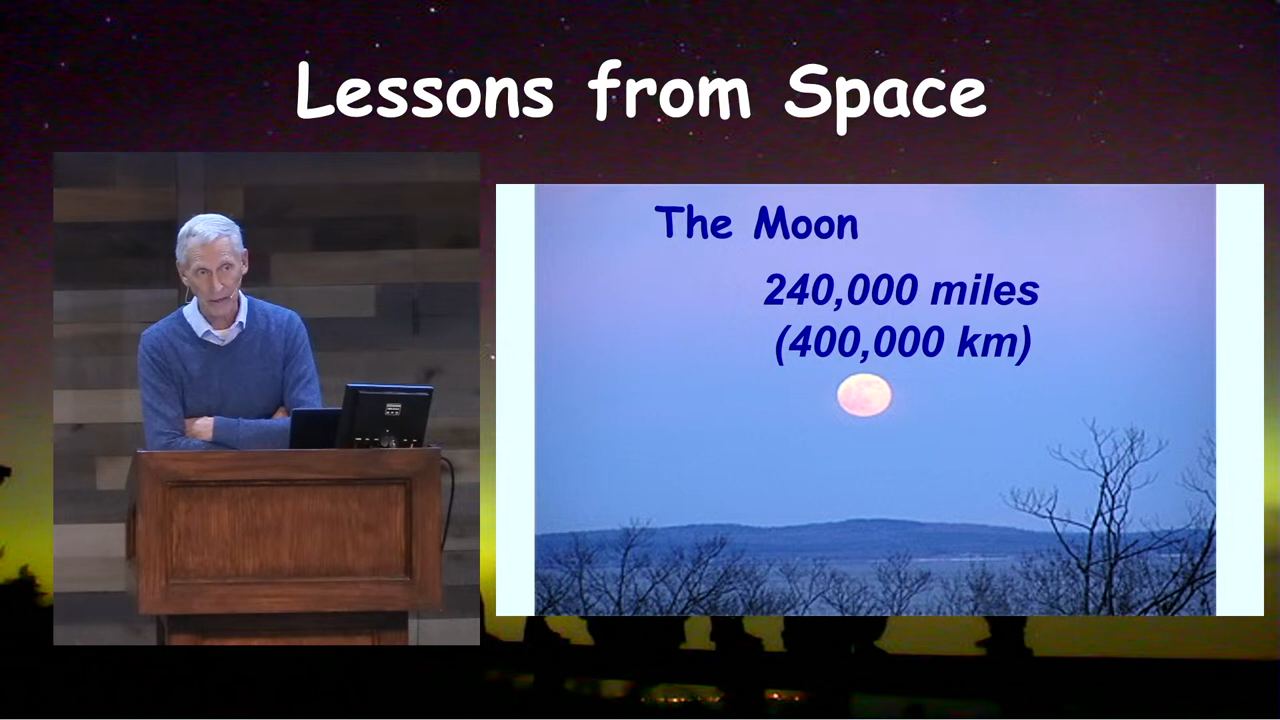 Lessons from Space
The Moon
240,000 miles
(400,000 km)